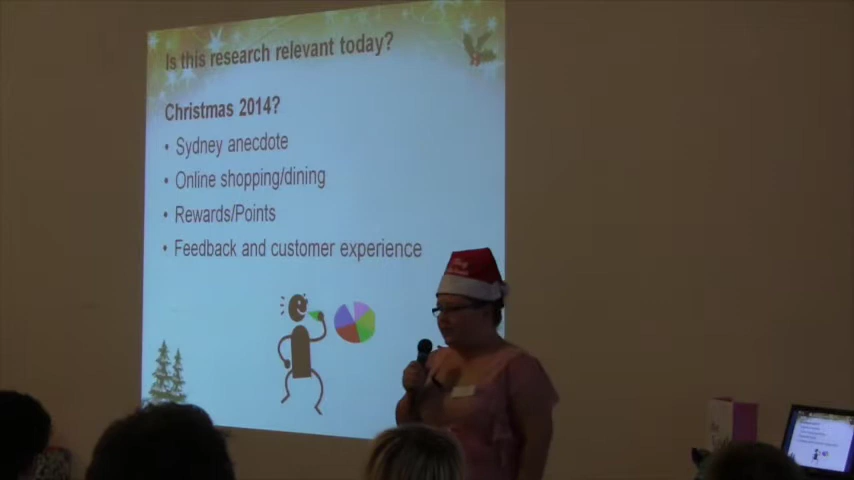 Is this research relevant today?
Christmas 2014?
• Sydney anecdote
• Online shopping/dining
• Rewards/Points
• Feedback and customer experience